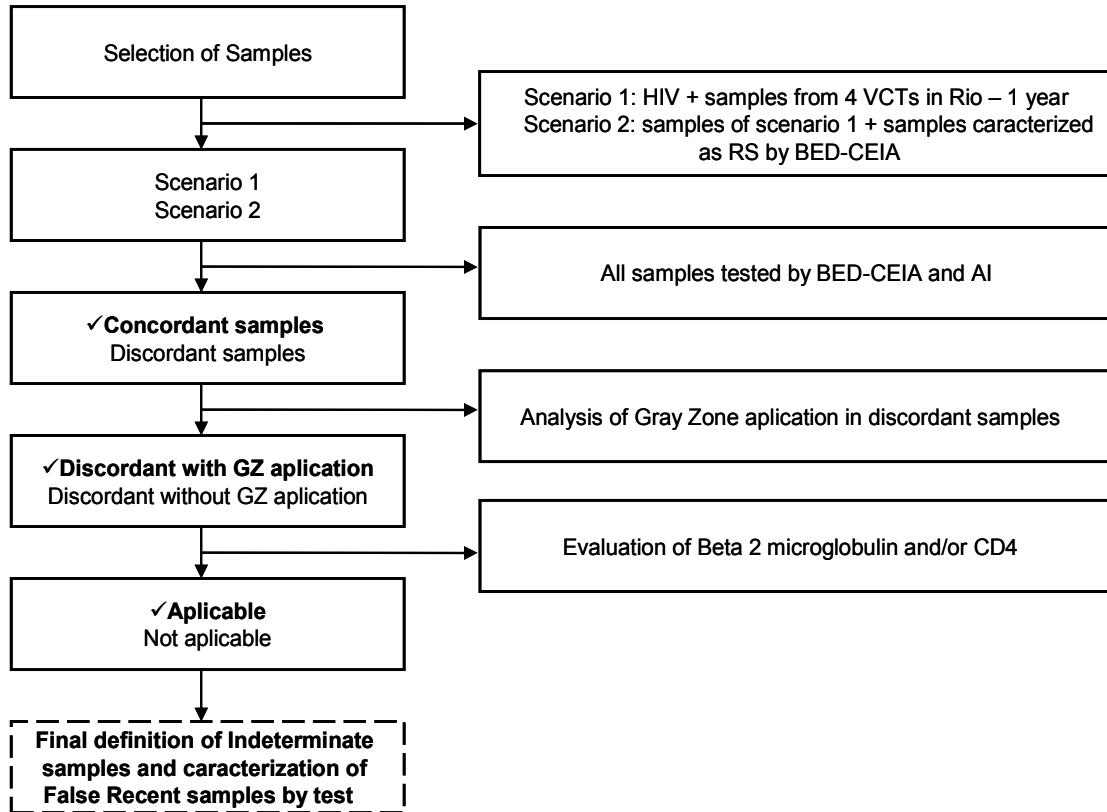 Selection of Samples
Scenario 1: HIV + samples from 4 VCTs in Rio – 1 year
Scenario 2: samples of scenario 1 + samples caracterized
as RS by BED-CEIA
Scenario 1
Scenario 2
All samples tested by BED-CEIA and AI
✓Concordant samples
Discordant samples
Analysis of Gray Zone aplication in discordant samples
✓Discordant with GZ aplication
Discordant without GZ aplication
Evaluation of Beta 2 microglobulin and/or CD4
✓Aplicable
Not aplicable
Final definition of Indeterminate
samples and caracterization of
False Recent samples by test